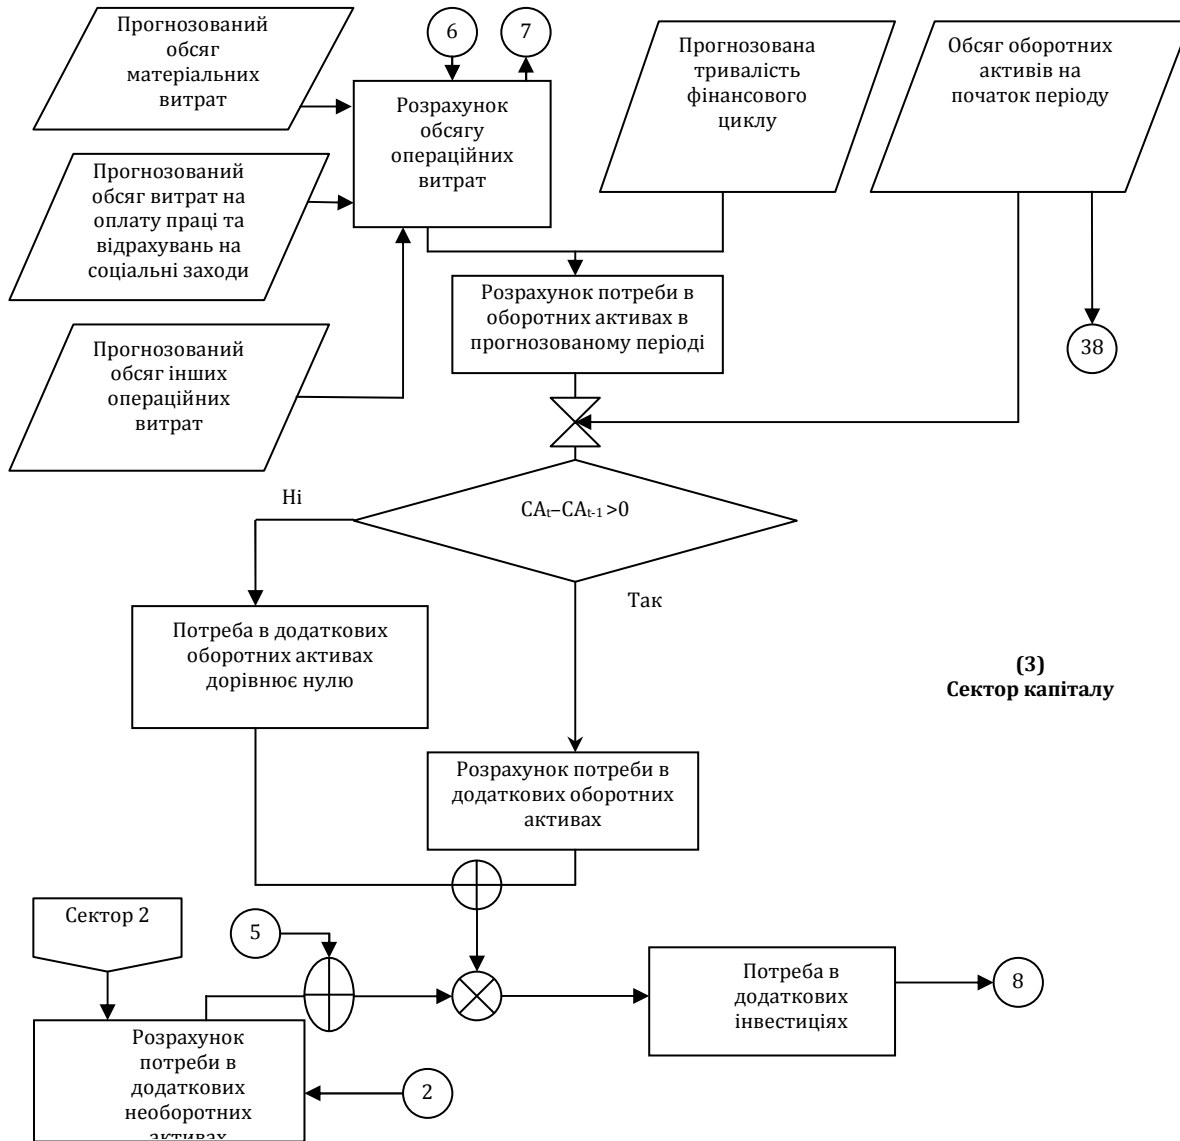 Прогнозований
обсяг
матеріальних
витрат
6
7
Прогнозована
тривалість
фінансового
циклу
Обсяг оборотних
активів на
початок періоду
Розрахунок
обсягу
операційних
витрат
Прогнозований
обсяг витрат на
оплату праці та
відрахувань на
соціальні заходи
Розрахунок потреби в
оборотних активах в
прогнозованому періоді
38
Прогнозований
обсяг інших
операційних
витрат
Ні
CAt–CAt-1 >0
Так
Потреба в додаткових
оборотних активах
дорівнює нулю
(3)
Сектор капіталу
Розрахунок потреби в
додаткових оборотних
активах
Сектор 2
5
Потреба в
додаткових
інвестиціях
8
Розрахунок
потреби в
додаткових
необоротних
активах
2